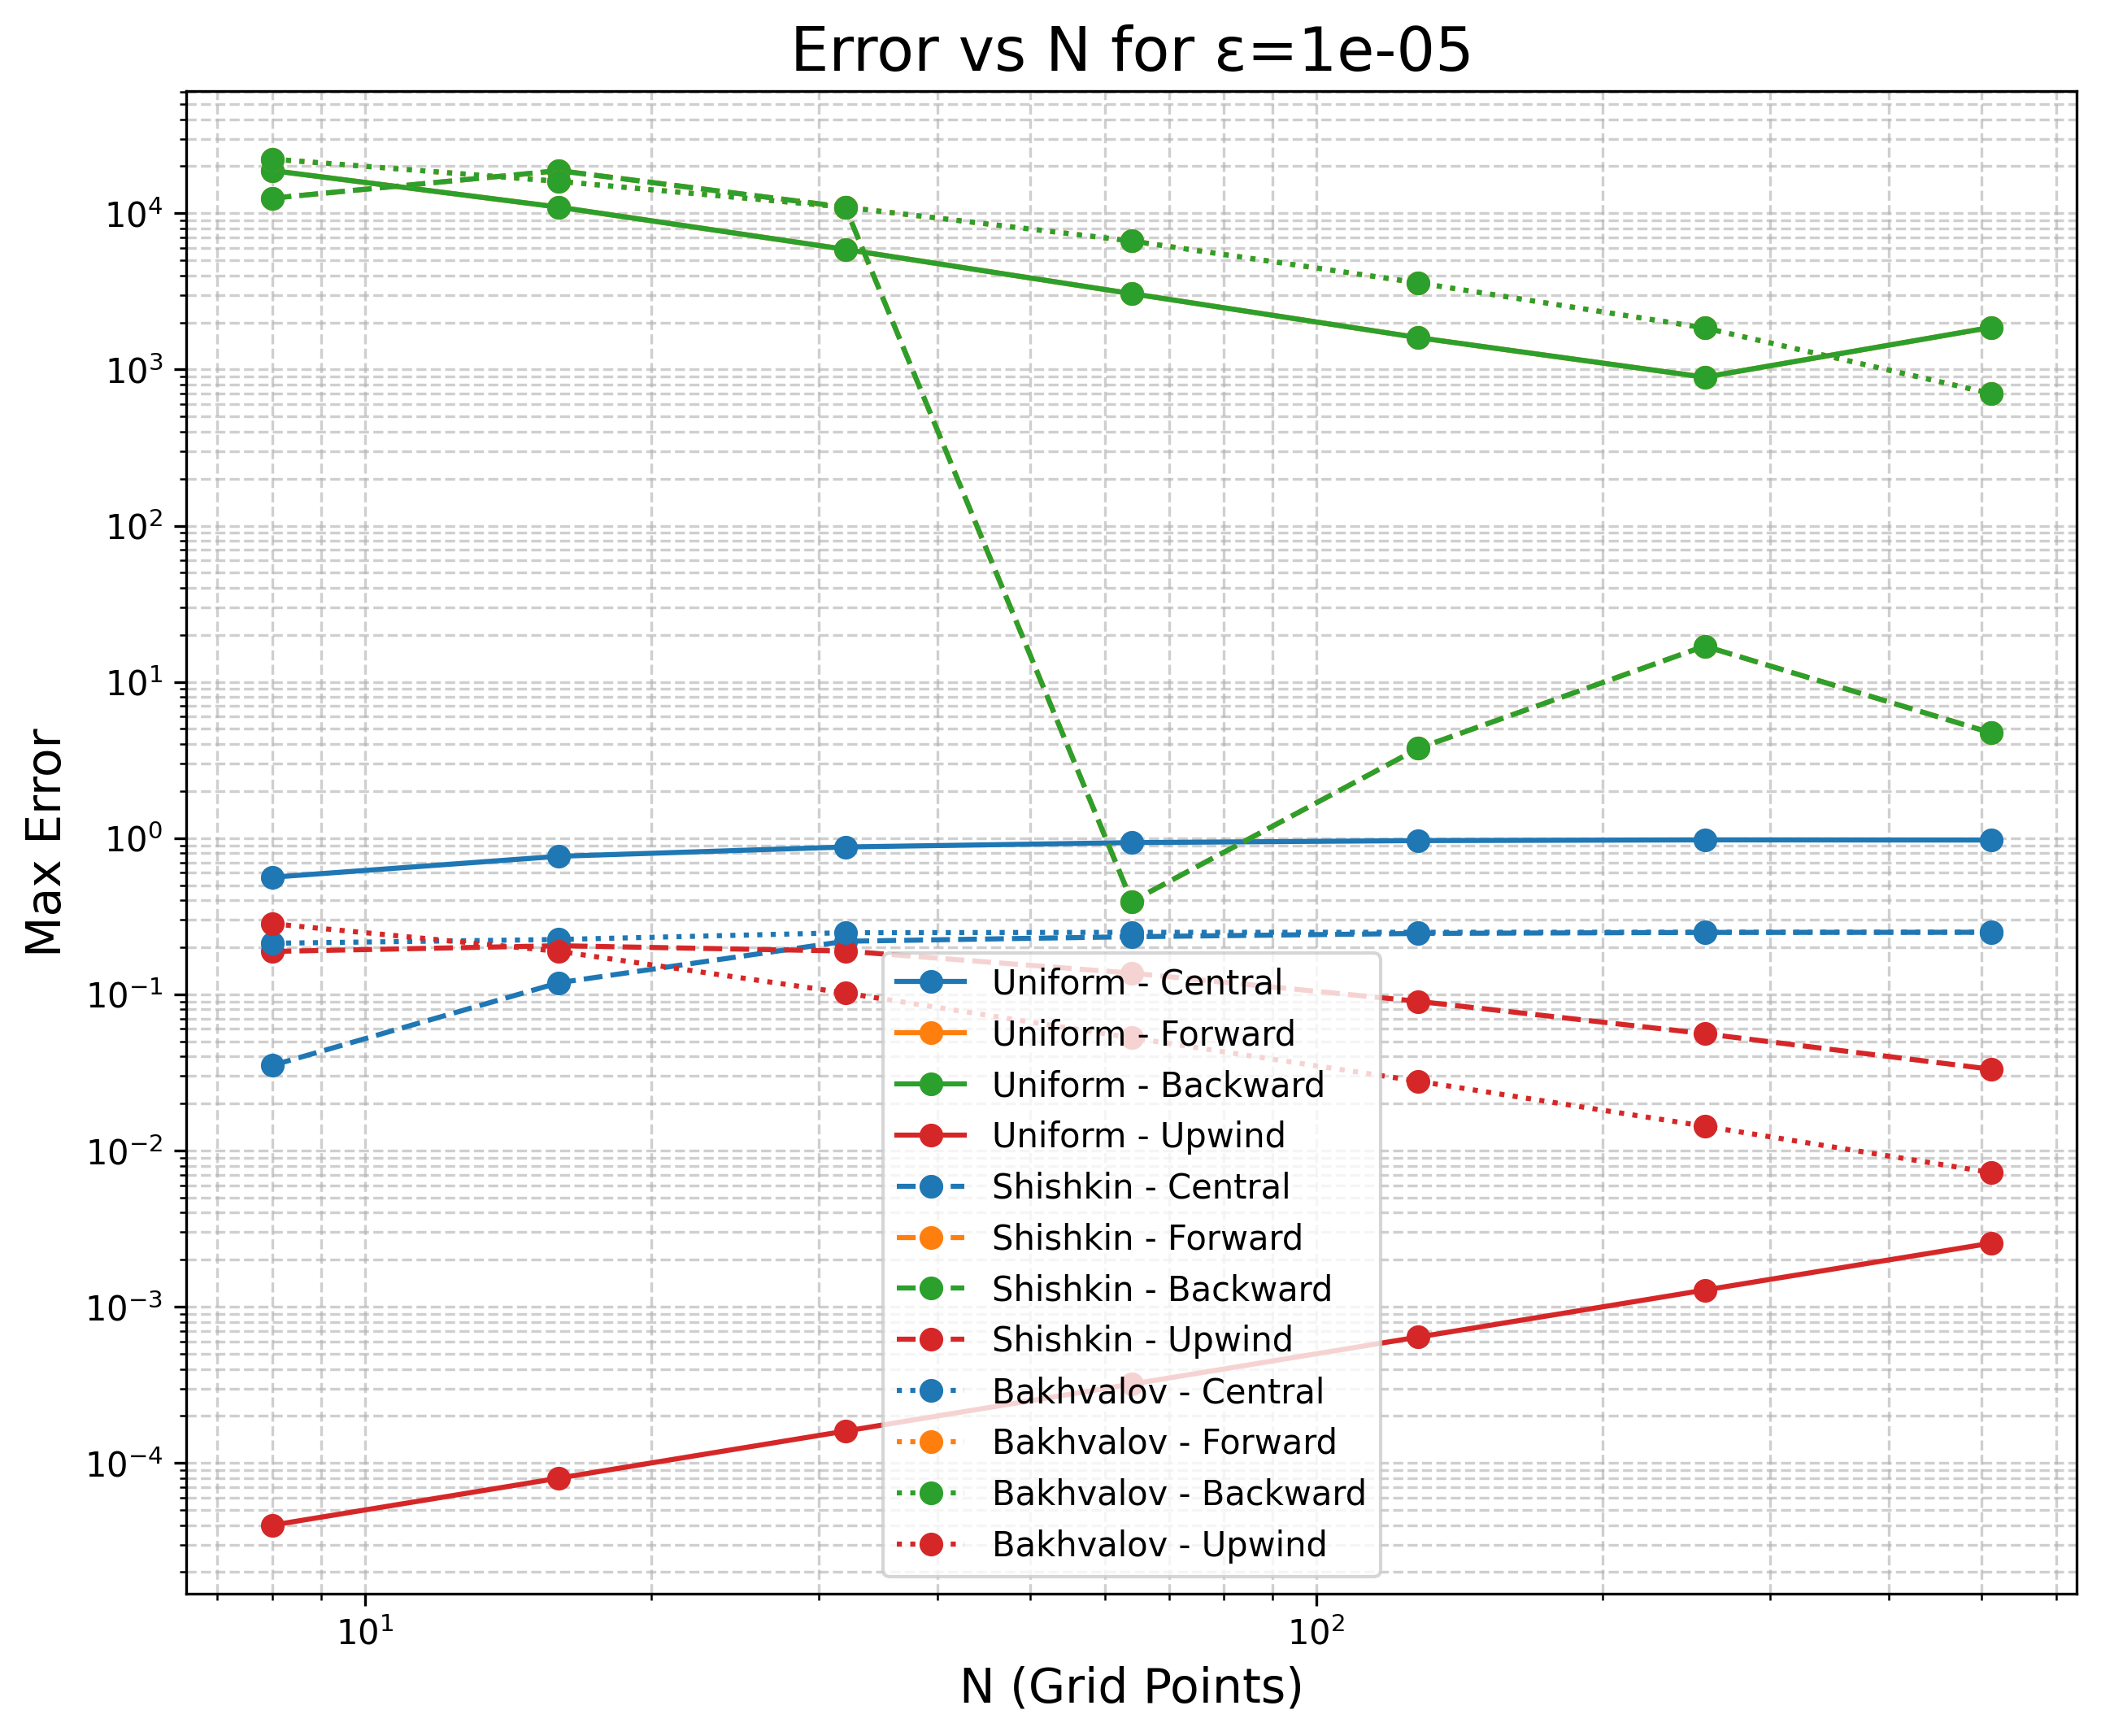 Error vs N for ε=1e-05
Max Error
10⁴
10³
10²
10¹
10⁰
10⁻¹
10⁻²
10⁻³
10⁻⁴
Uniform - Central
Uniform - Forward
Uniform - Backward
Uniform - Upwind
Shishkin - Central
Shishkin - Forward
Shishkin - Backward
Shishkin - Upwind
Bakhvalov - Central
Bakhvalov - Forward
Bakhvalov - Backward
Bakhvalov - Upwind
10¹ 10²
N (Grid Points)